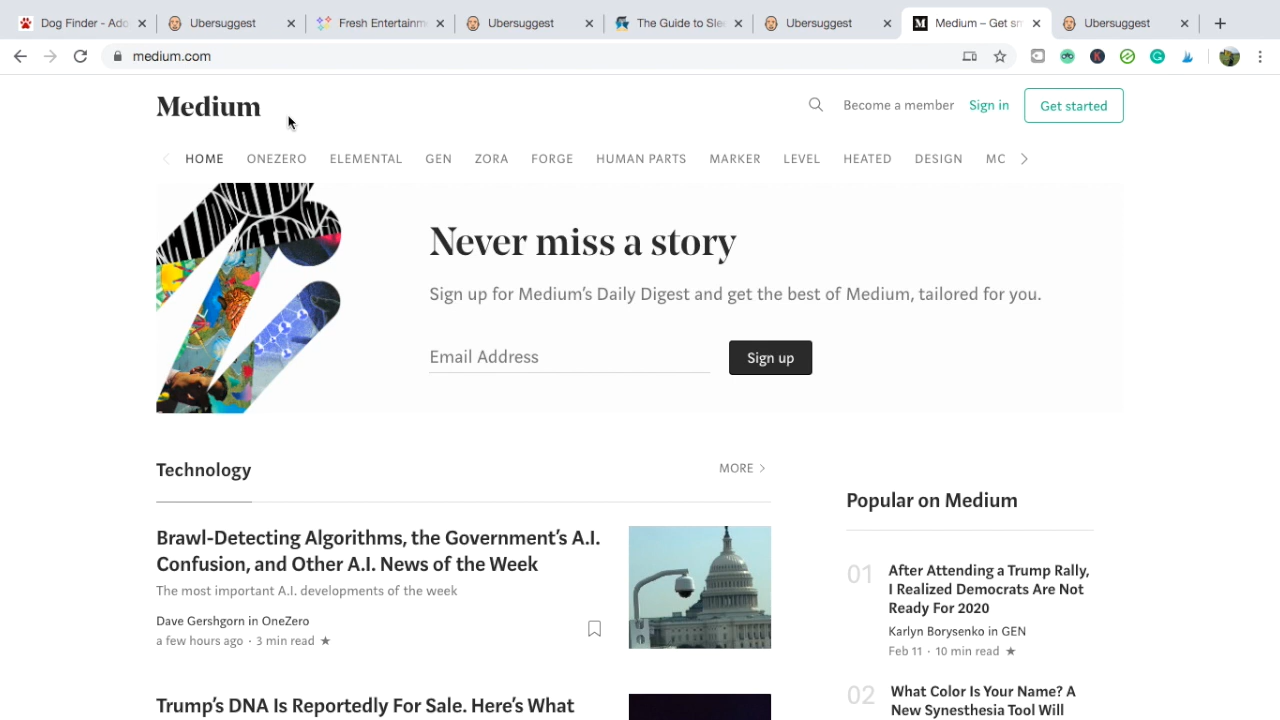 Dog Finder - Ado
Ubersuggest
Fresh Entertainm
Ubersuggest
The Guide to Slee
Ubersuggest
Medium – Get sm
Ubersuggest
medium.com
Medium
Become a member
Sign in
Get started
HOME
ONEZERO
ELEMENTAL
GEN
ZORA
FORGE
HUMAN PARTS
MARKER
LEVEL
HEATED
DESIGN
MC
Never miss a story
Sign up for Medium's Daily Digest and get the best of Medium, tailored for you.
Email Address
Sign up
Technology
MORE
Brawl-Detecting Algorithms, the Government's A.I.
Confusion, and Other A.I. News of the Week
The most important A.I. developments of the week
Dave Gershgorn in OneZero
a few hours ago · 3 min read ★
Trump's DNA Is Reportedly For Sale. Here's What
Popular on Medium
01
After Attending a Trump Rally,
I Realized Democrats Are Not
Ready For 2020
Karlyn Borysenko in GEN
Feb 11 · 10 min read ★
02
What Color Is Your Name? A
New Synesthesia Tool Will